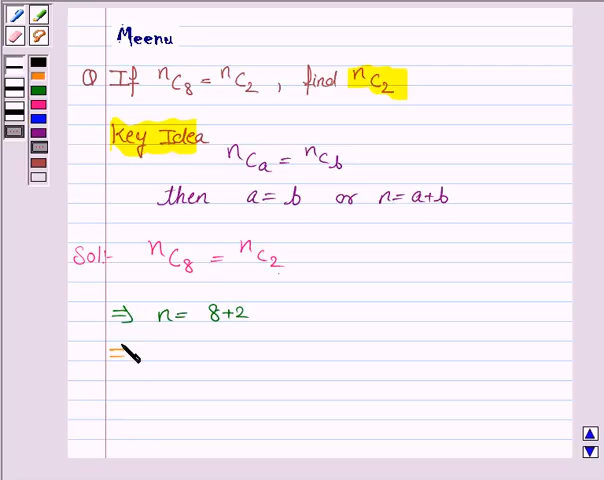 Meenu
Q If ⁿC₈ = ⁿC₂ , find ⁿC₂
Key Idea
ⁿCₐ = ⁿC_b
then a = b or n = a+b
Sol:- ⁿC₈ = ⁿC₂
⇒ n = 8+2
=